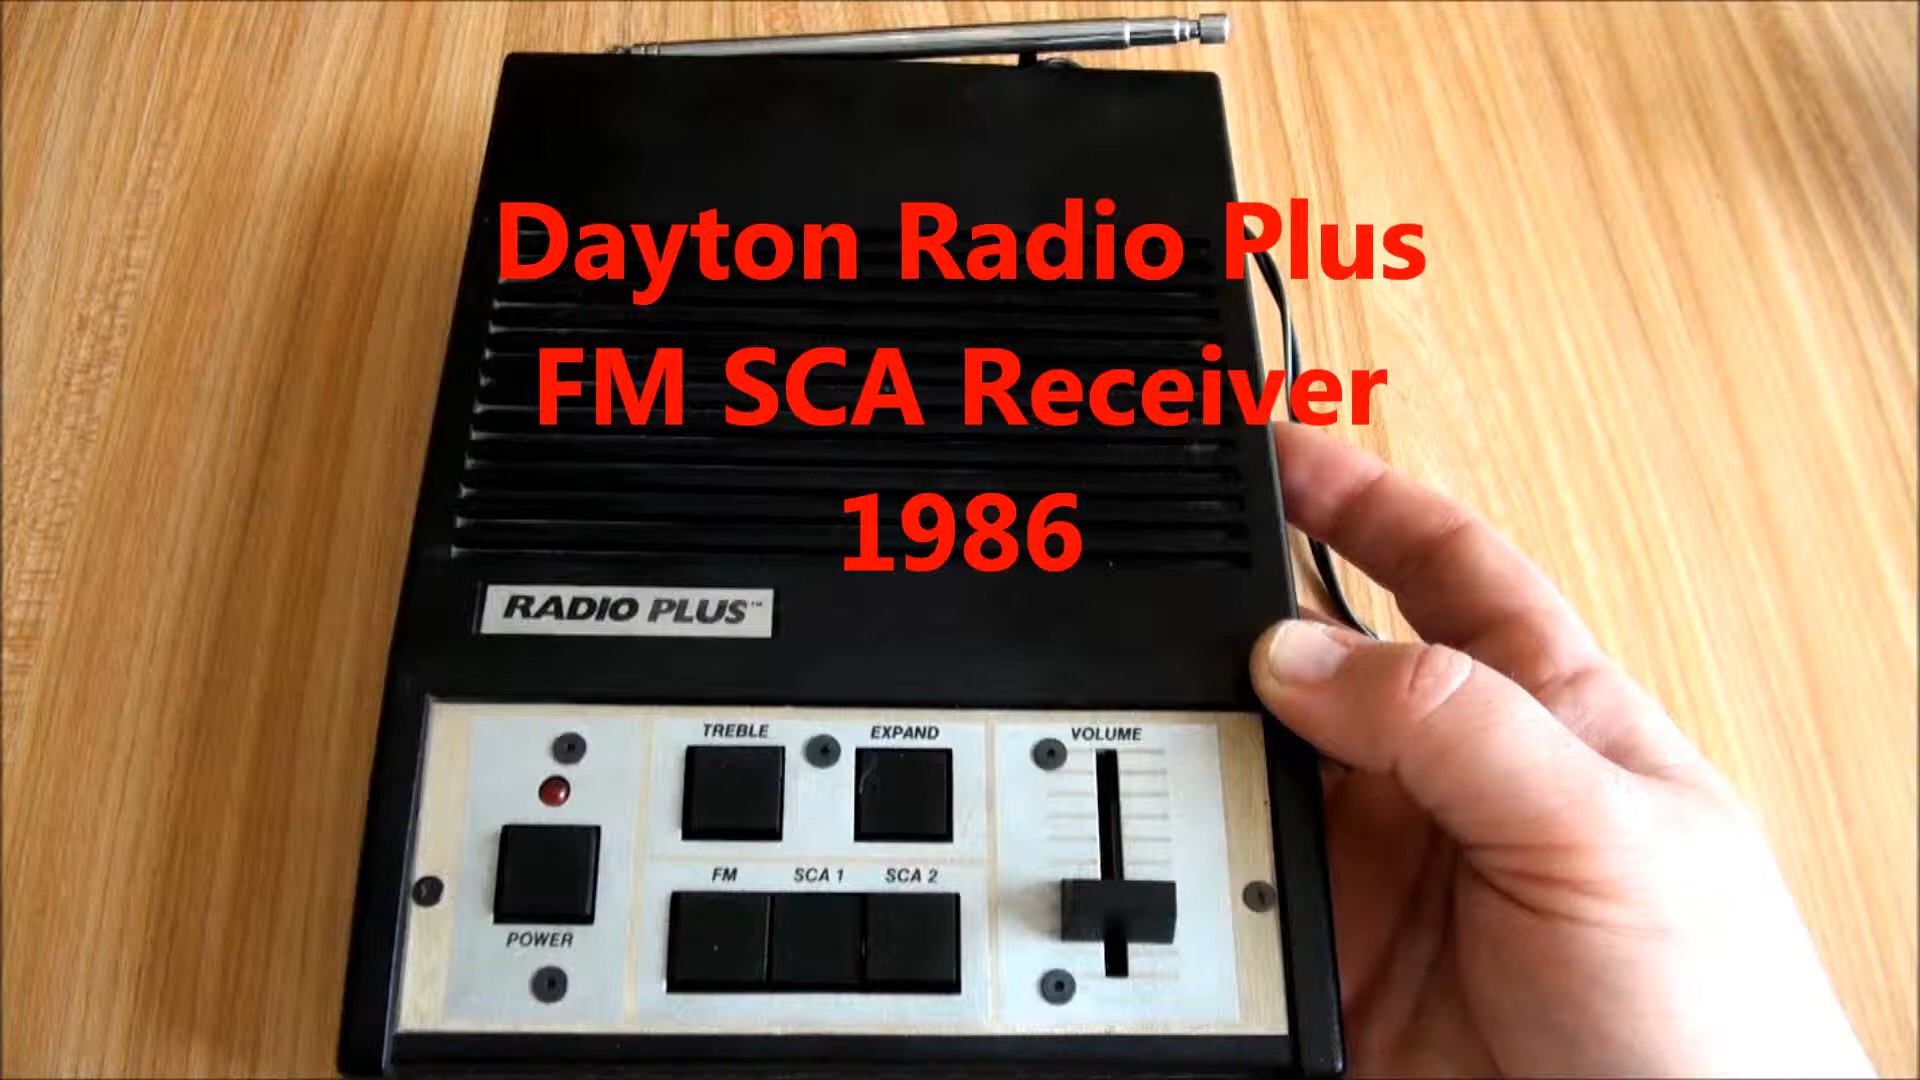 Dayton Radio Plus
FM SCA Receiver
1986
RADIO PLUS™
TREBLE EXPAND VOLUME
FM SCA 1 SCA 2
POWER